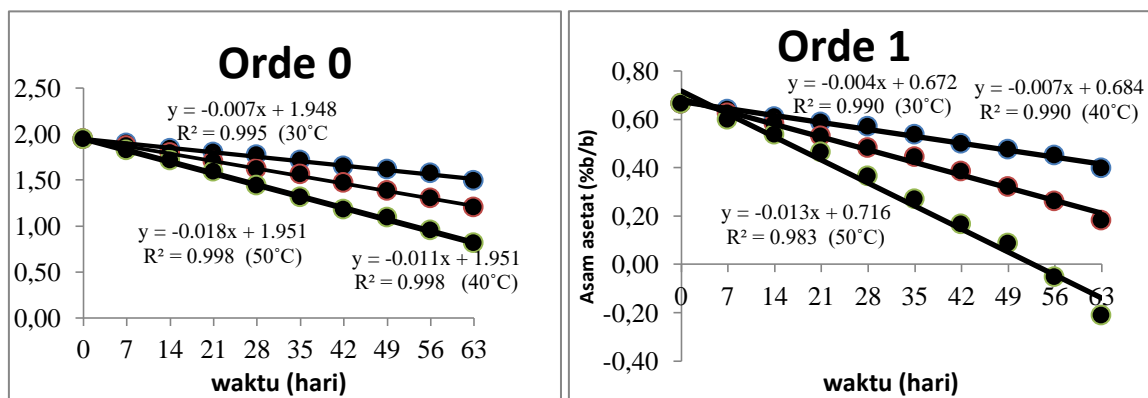 Orde 0
2,50
2,00
1,50
1,00
0,50
0,00
y = -0.007x + 1.948
R² = 0.995 (30˚C
y = -0.018x + 1.951
R² = 0.998 (50˚C)
y = -0.011x + 1.951
R² = 0.998 (40˚C)
0 7 14 21 28 35 42 49 56 63
waktu (hari)
Orde 1
Asam asetat (%b/b)
0,80
0,60
0,40
0,20
0,00
-0,20
-0,40
y = -0.004x + 0.672
R² = 0.990 (30˚C)
y = -0.007x + 0.684
R² = 0.990 (40˚C)
y = -0.013x + 0.716
R² = 0.983 (50˚C)
0 7 14 21 28 35 42 49 56 63
waktu (hari)